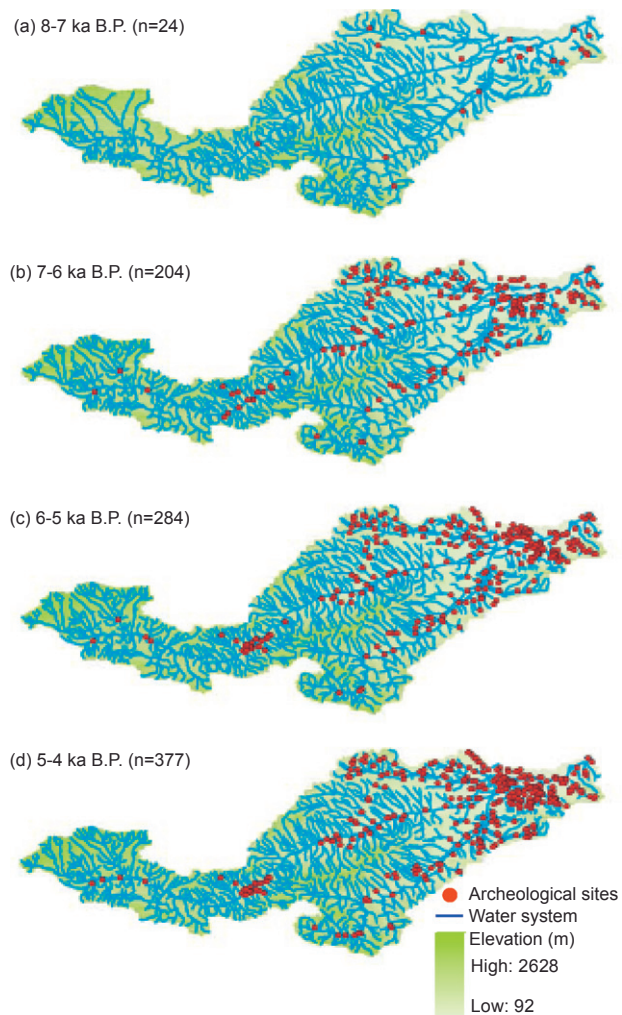 (a) 8-7 ka B.P. (n=24)
(b) 7-6 ka B.P. (n=204)
(c) 6-5 ka B.P. (n=284)
(d) 5-4 ka B.P. (n=377)
Archeological sites
Water system
Elevation (m)
High: 2628
Low: 92